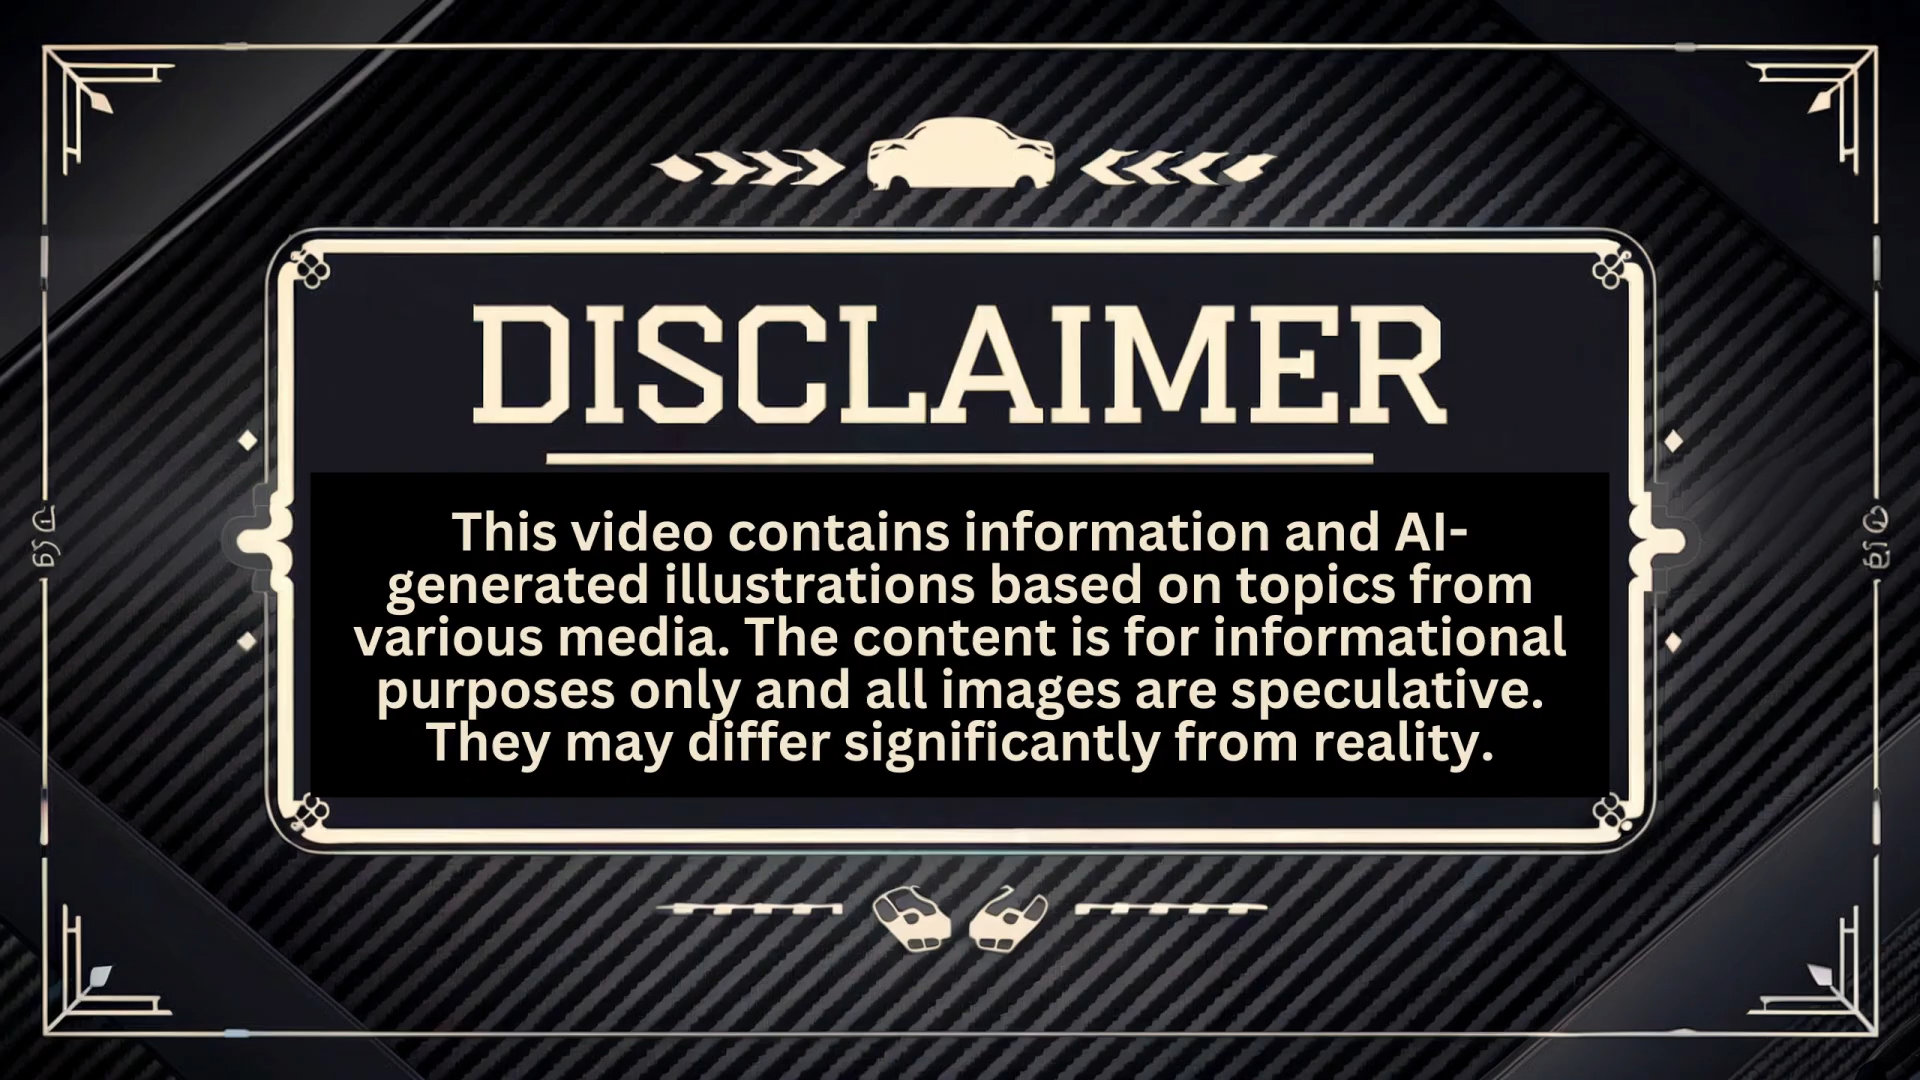 DISCLAIMER
This video contains information and AI-
generated illustrations based on topics from
various media. The content is for informational
purposes only and all images are speculative.
They may differ significantly from reality.